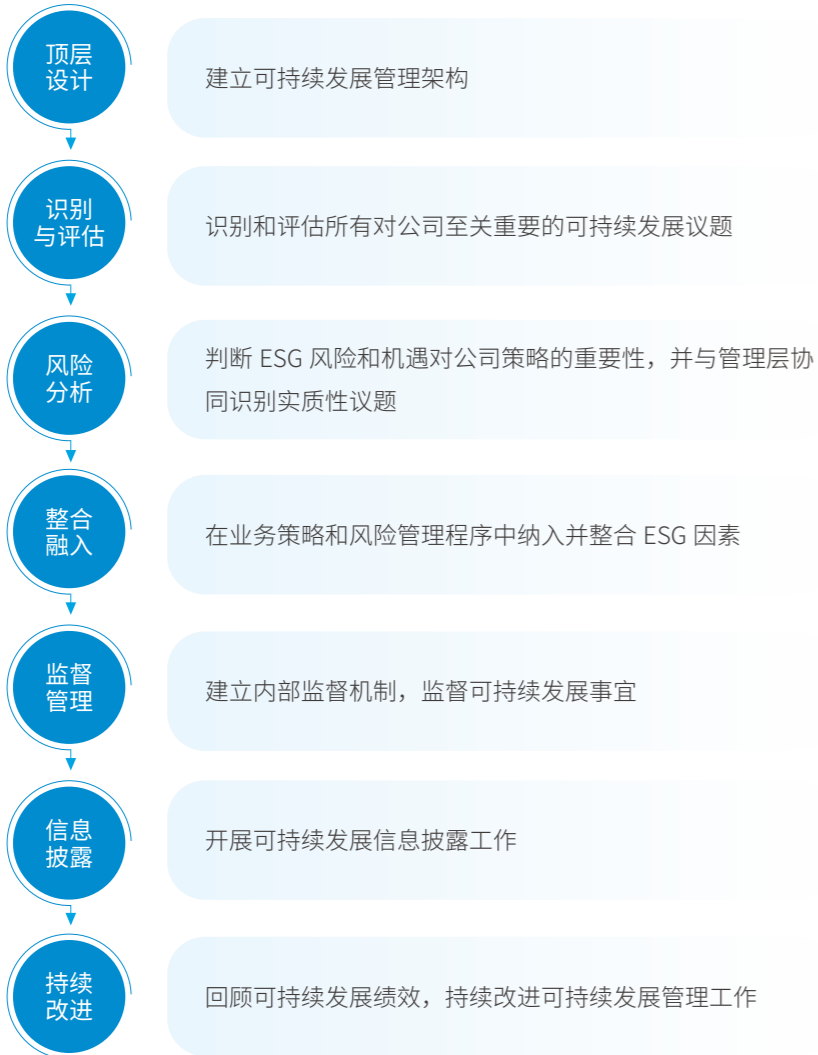 顶层
设计
建立可持续发展管理架构
识别
与评估
识别和评估所有对公司至关重要的可持续发展议题
风险
分析
判断 ESG 风险和机遇对公司策略的重要性，并与管理层协
同识别实质性议题
整合
融入
在业务策略和风险管理程序中纳入并整合 ESG 因素
监督
管理
建立内部监督机制，监督可持续发展事宜
信息
披露
开展可持续发展信息披露工作
持续
改进
回顾可持续发展绩效，持续改进可持续发展管理工作